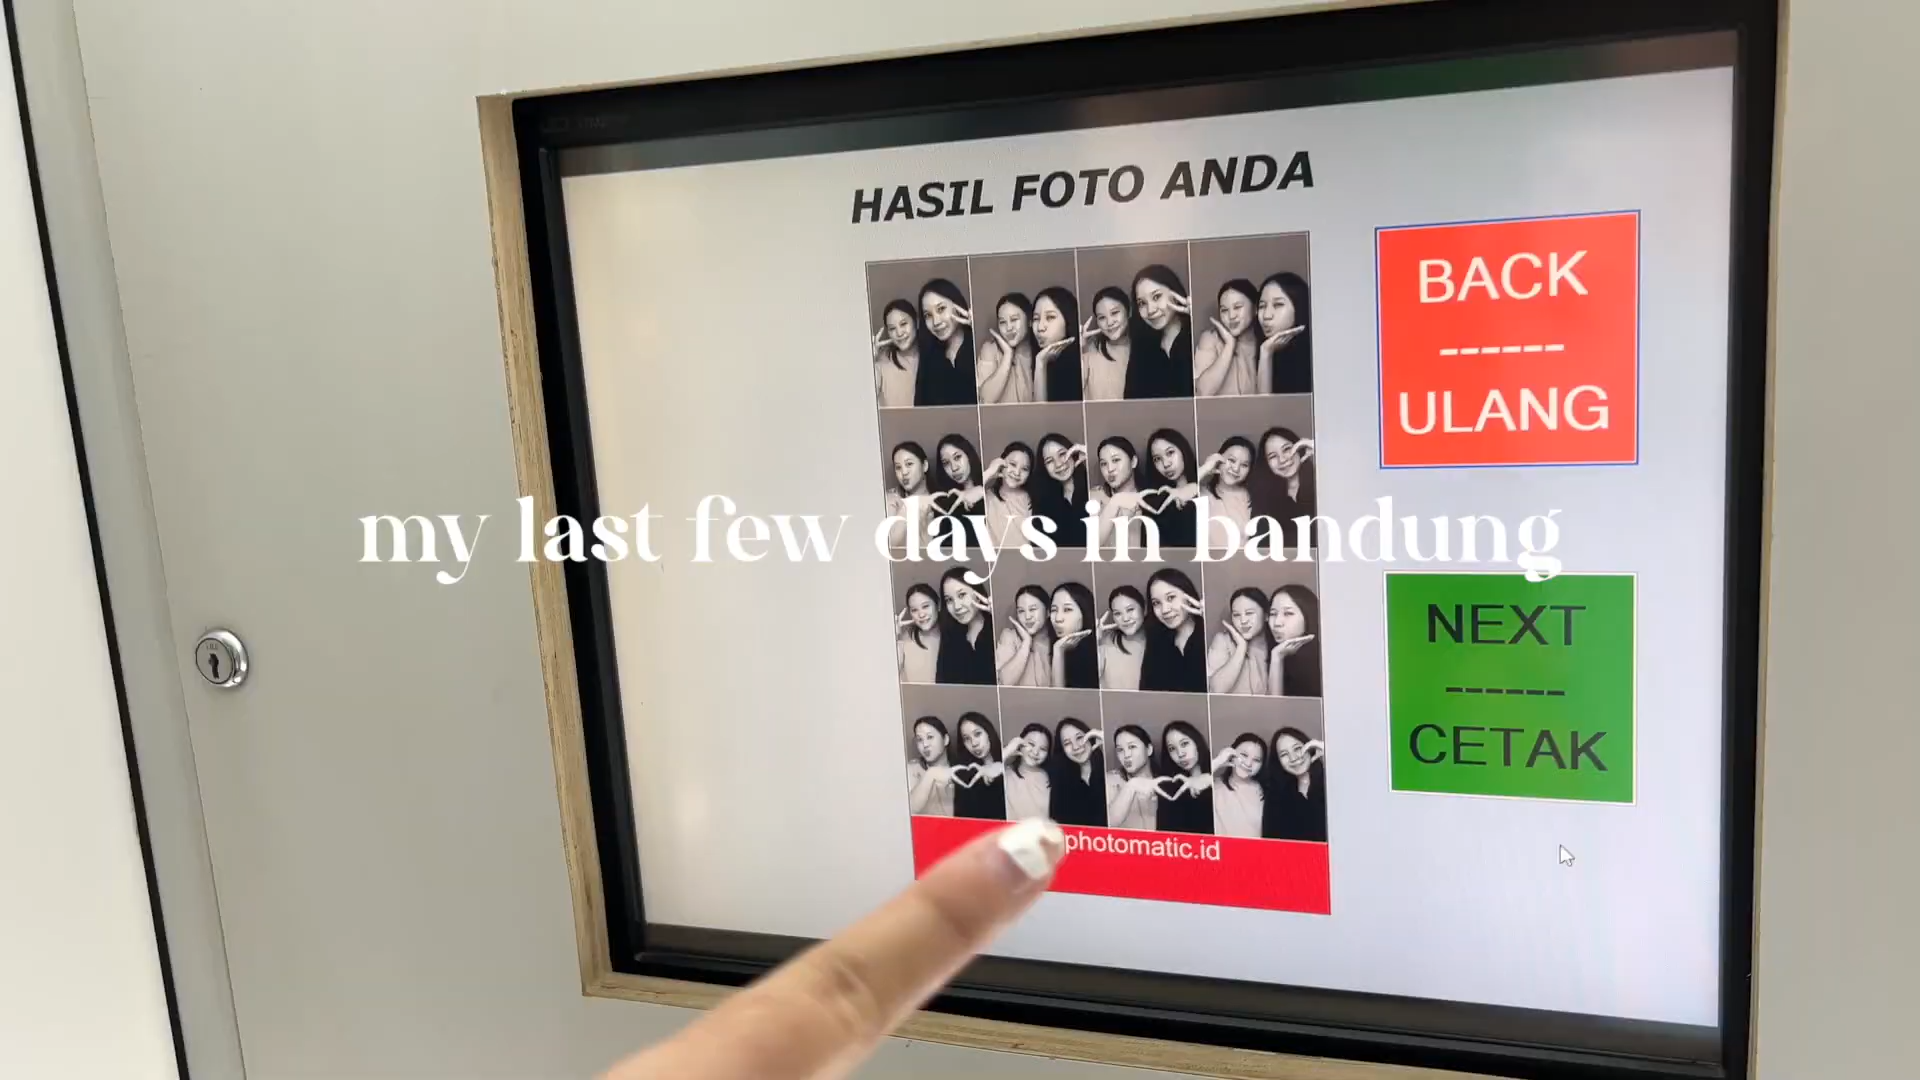 HASIL FOTO ANDA
BACK
------
ULANG
my last few days in bandung
NEXT
------
CETAK
photomatic.id